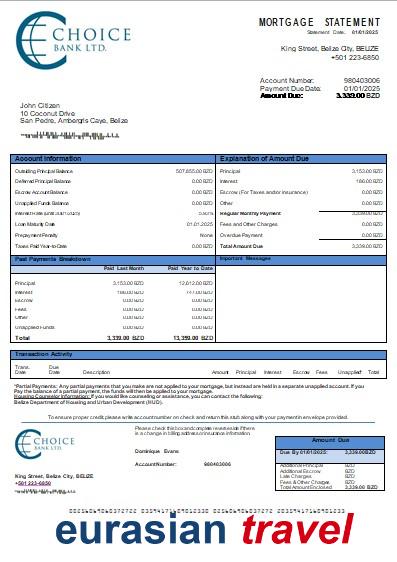 CHOICE
BANK LTD.
MORTGAGE STATEMENT
Statement Date: 01/01/2025
King Street, Belize City, BELIZE
+501 223-6850
Account Number: 980403006
Payment Due Date: 01/01/2025
Amount Due: 3,339.00 BZD
John Citizen
10 Coconut Drive
San Pedro, Ambergris Caye, Belize
Account Information
Outstanding Principal Balance 507,855.00 BZD
Deferred Principal Balance 0.00 BZD
Escrow Account Balance 0.00 BZD
Unapplied Funds Balance 0.00 BZD
Loan Maturity Date 01.01.2025
Prepayment Penalty None
Taxes Paid Year-to-Date 0.00 BZD
Explanation of Amount Due
Principal 3,153.00 BZD
Interest 186.00 BZD
Escrow (For Taxes and/or Insurance) 0.00 BZD
Other 0.00 BZD
Regular Monthly Payment 3,339.00 BZD
Fees and Other Charges 0.00 BZD
Overdue Payment 0.00 BZD
Total Amount Due 3,339.00 BZD
Past Payments Breakdown
Paid Last Month Paid Year to Date
Principal 3,153.00 BZD 12,612.00 BZD
Interest 186.00 BZD 747.00 BZD
Escrow 0.00 BZD 0.00 BZD
Fees 0.00 BZD 0.00 BZD
Other 0.00 BZD 0.00 BZD
Unapplied Funds 0.00 BZD 0.00 BZD
Total 3,339.00 BZD 13,359.00 BZD
Important Messages
Transaction Activity
Trans. Date Due Date Description Amount Principal Interest Escrow Fees Unapplied Total
*Partial Payments: Any partial payments that you make are not applied to your mortgage, but instead are held in a separate unapplied account. If you
Pay the balance of a partial payment, the funds will then be applied to your mortgage.
Housing Counselor Information: If you would like counseling or assistance, you can contact the following:
Belize Department of Housing and Urban Development (HUD).
To ensure proper credit, please write account number on check and return this stub along with your payment in envelope provided.
CHOICE
BANK LTD.
Please check this box and complete reverse side if there
is a change in billing address or insurance information
Dominique Evans
Account Number: 980403006
Amount Due
Due By 01/01/2025: 3,339.00 BZD
Additional Principal BZD
Additional Escrow BZD
Late Charges BZD
Fees & Other Charges BZD
Total Amount Enclosed 3,339.00 BZD
King Street, Belize City, BELIZE
+501 223-6850
eurasian travel